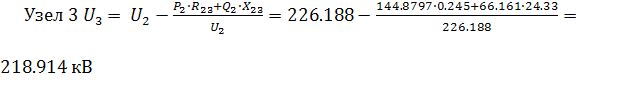 Узел 3 U₃ = U₂ − (P₂·R₂₃+Q₂·X₂₃)/U₂ = 226.188 − (144.8797·0.245+66.161·24.33)/226.188 =
218.914 кВ